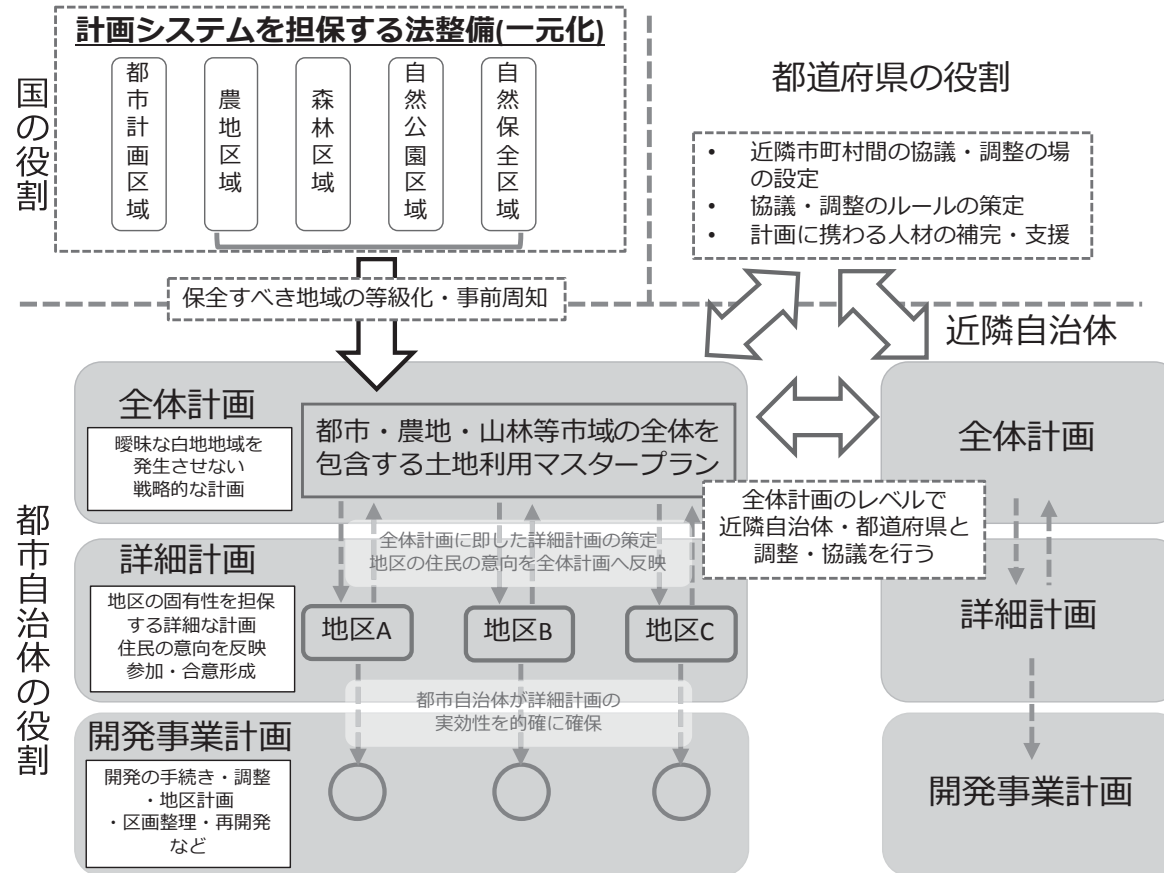 計画システムを担保する法整備(一元化)
国の役割
都市計画区域
農地区域
森林区域
自然公園区域
自然保全区域
保全すべき地域の等級化・事前周知
都道府県の役割
• 近隣市町村間の協議・調整の場
の設定
• 協議・調整のルールの策定
• 計画に携わる人材の補完・支援
近隣自治体
都市自治体の役割
全体計画
曖昧な白地地域を
発生させない
戦略的な計画
都市・農地・山林等市域の全体を
包含する土地利用マスタープラン
全体計画
全体計画のレベルで
近隣自治体・都道府県と
調整・協議を行う
全体計画に即した詳細計画の策定
地区の住民の意向を全体計画へ反映
詳細計画
地区の固有性を担保
する詳細な計画
住民の意向を反映
参加・合意形成
地区A
地区B
地区C
詳細計画
都市自治体が詳細計画の
実効性を的確に確保
開発事業計画
開発の手続き・調整
・地区計画
・区画整理・再開発
など
開発事業計画